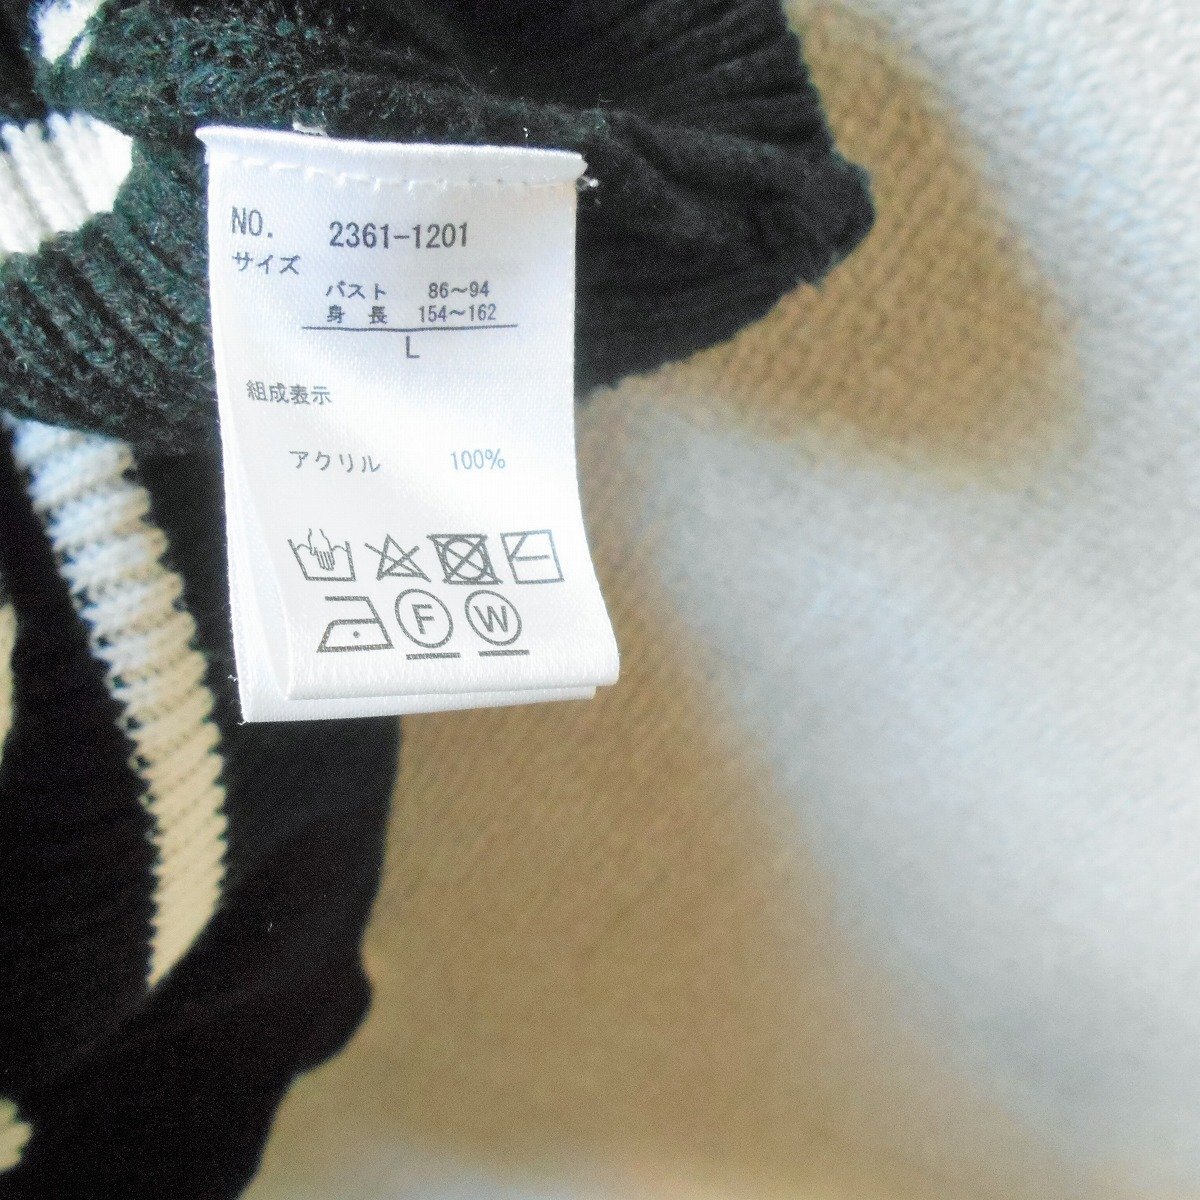 NO. 2361-1201
サイズ
バスト 86～94
身長 154～162
L
組成表示
アクリル 100%
F W